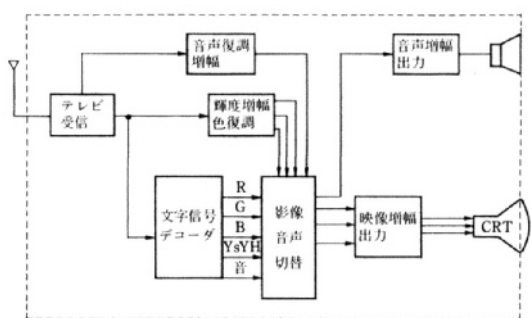 音声復調
増幅
音声増幅
出力
テレビ
受信
輝度増幅
色復調
文字信号
デコーダ
R
G
B
YsYH
音
影像
音声
切替
映像増幅
出力
CRT